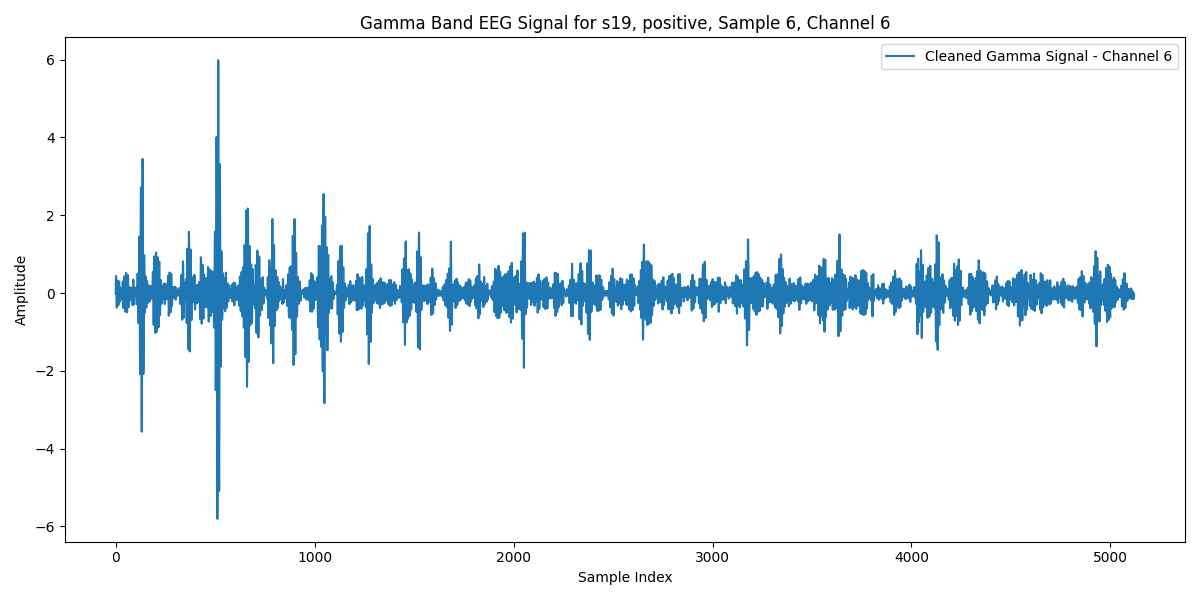 Gamma Band EEG Signal for s19, positive, Sample 6, Channel 6
Cleaned Gamma Signal - Channel 6
6
4
2
0
−2
−4
−6
Amplitude
0 1000 2000 3000 4000 5000
Sample Index